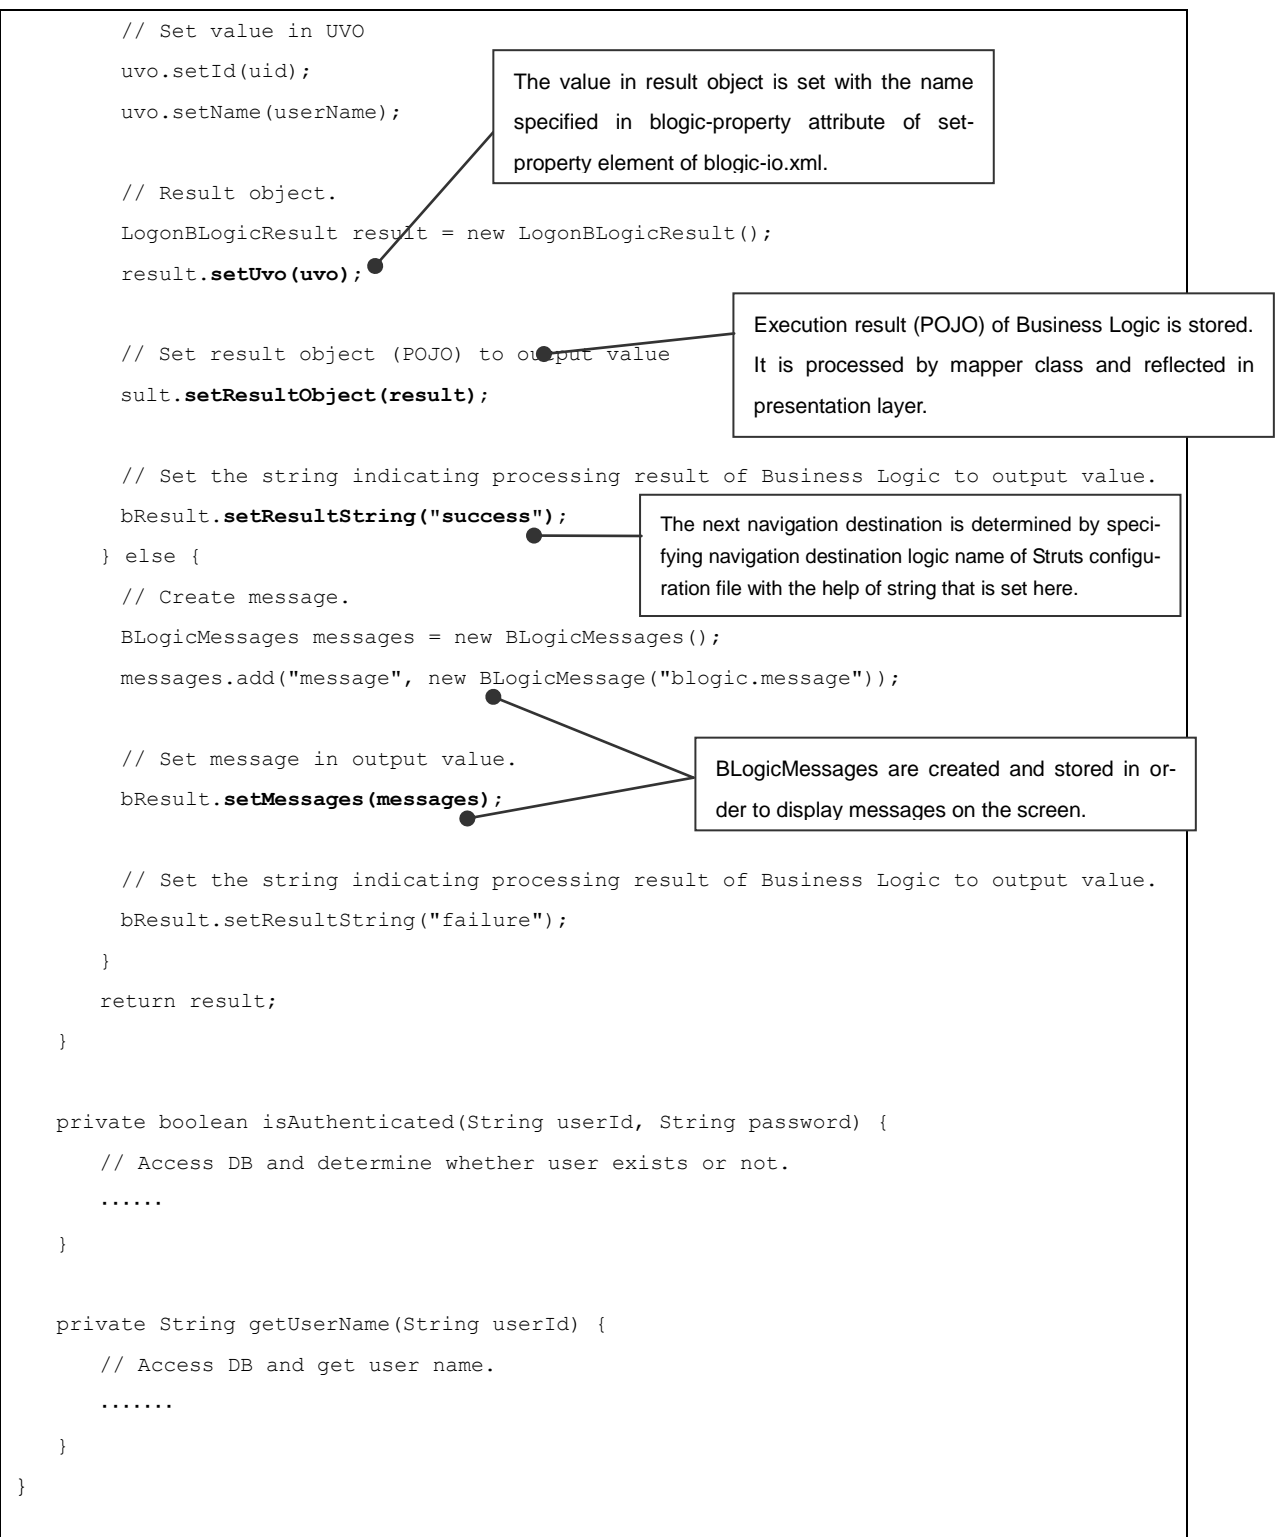 // Set value in UVO
uvo.setId(uid);
uvo.setName(userName);
The value in result object is set with the name
specified in blogic-property attribute of set-
property element of blogic-io.xml.
// Result object.
LogonBLogicResult result = new LogonBLogicResult();
result.setUvo(uvo);
Execution result (POJO) of Business Logic is stored.
It is processed by mapper class and reflected in
presentation layer.
// Set result object (POJO) to output value
sult.setResultObject(result);
// Set the string indicating processing result of Business Logic to output value.
bResult.setResultString("success");
The next navigation destination is determined by speci-
fying navigation destination logic name of Struts configu-
ration file with the help of string that is set here.
} else {
// Create message.
BLogicMessages messages = new BLogicMessages();
messages.add("message", new BLogicMessage("blogic.message"));
// Set message in output value.
bResult.setMessages(messages);
BLogicMessages are created and stored in or-
der to display messages on the screen.
// Set the string indicating processing result of Business Logic to output value.
bResult.setResultString("failure");
}
return result;
}
private boolean isAuthenticated(String userId, String password) {
// Access DB and determine whether user exists or not.
......
}
private String getUserName(String userId) {
// Access DB and get user name.
.......
}
}